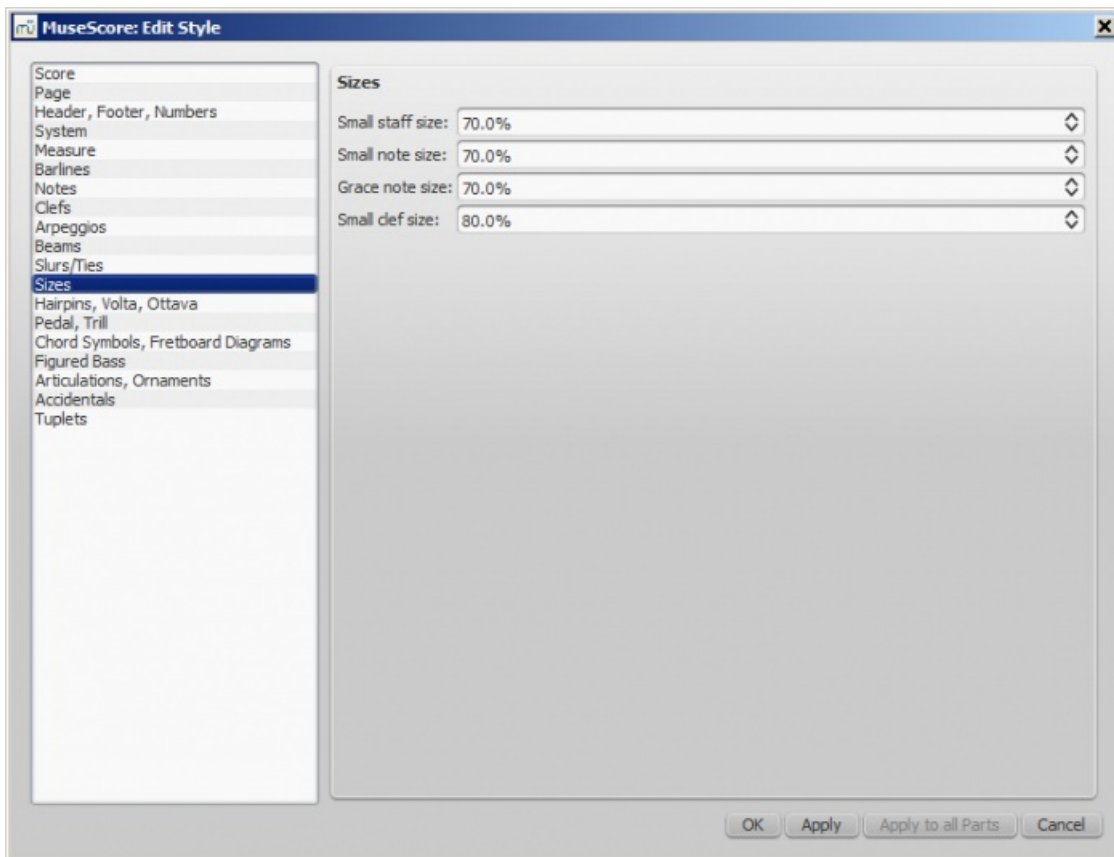 mü MuseScore: Edit Style
Score
Page
Header, Footer, Numbers
System
Measure
Barlines
Notes
Clefs
Arpeggios
Beams
Slurs/Ties
Sizes
Hairpins, Volta, Ottava
Pedal, Trill
Chord Symbols, Fretboard Diagrams
Figured Bass
Articulations, Ornaments
Accidentals
Tuplets
Sizes
Small staff size: 70.0%
Small note size: 70.0%
Grace note size: 70.0%
Small clef size: 80.0%
OK Apply Apply to all Parts Cancel